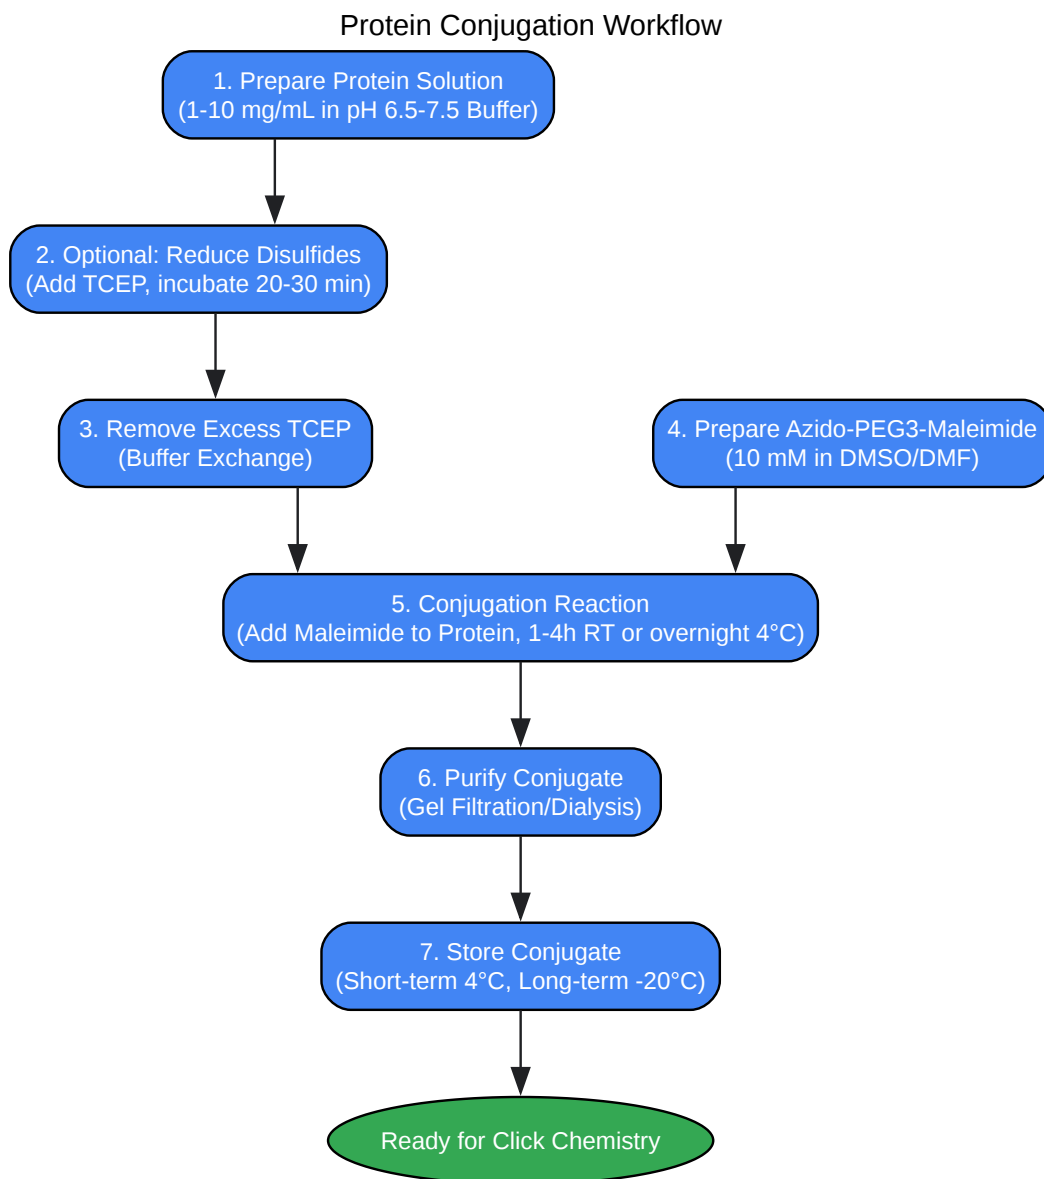 Protein Conjugation Workflow
1. Prepare Protein Solution
(1-10 mg/mL in pH 6.5-7.5 Buffer)
2. Optional: Reduce Disulfides
(Add TCEP, incubate 20-30 min)
3. Remove Excess TCEP
(Buffer Exchange)
4. Prepare Azido-PEG3-Maleimide
(10 mM in DMSO/DMF)
5. Conjugation Reaction
(Add Maleimide to Protein, 1-4h RT or overnight 4°C)
6. Purify Conjugate
(Gel Filtration/Dialysis)
7. Store Conjugate
(Short-term 4°C, Long-term -20°C)
Ready for Click Chemistry